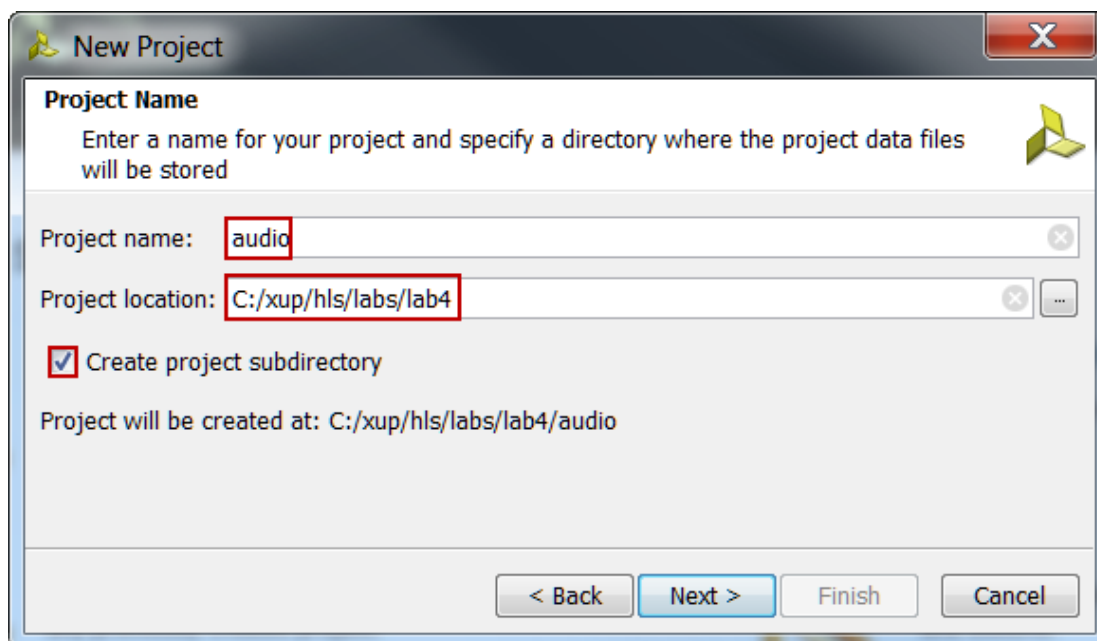 New Project
X
Project Name
Enter a name for your project and specify a directory where the project data files
will be stored
Project name: audio
Project location: C:/xup/hls/labs/lab4 ...
Create project subdirectory
Project will be created at: C:/xup/hls/labs/lab4/audio
< Back Next > Finish Cancel